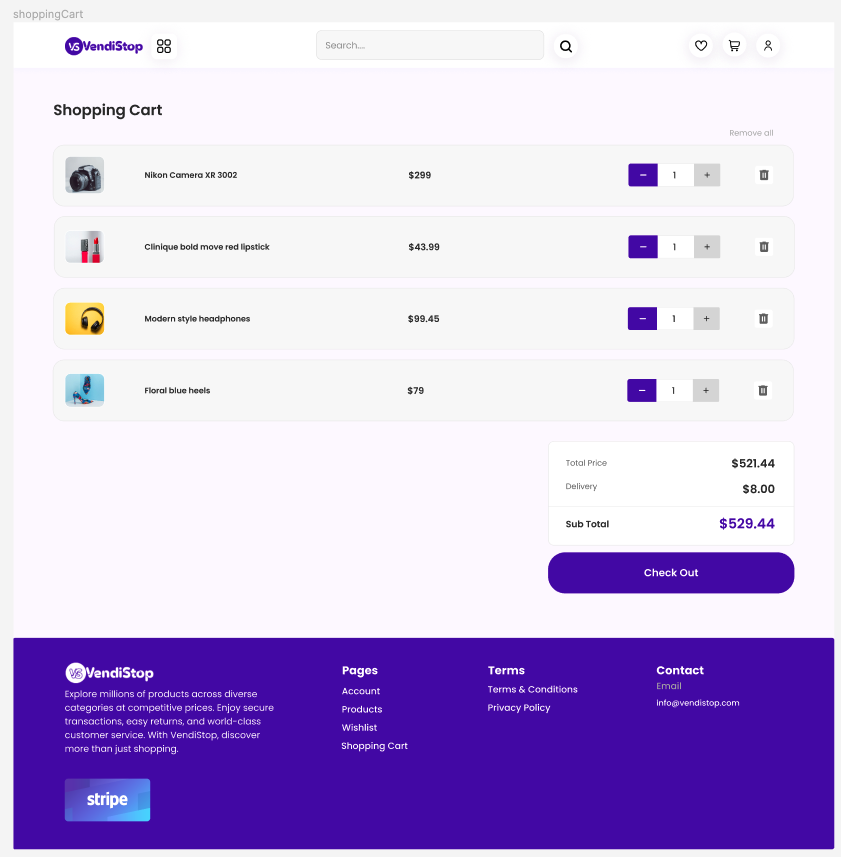 shoppingCart
VS VendiStop
Search....
Shopping Cart
Remove all
Nikon Camera XR 3002 $299 − 1 +
Clinique bold move red lipstick $43.99 − 1 +
Modern style headphones $99.45 − 1 +
Floral blue heels $79 − 1 +
Total Price $521.44
Delivery $8.00
Sub Total $529.44
Check Out
VS VendiStop
Explore millions of products across diverse
categories at competitive prices. Enjoy secure
transactions, easy returns, and world-class
customer service. With VendiStop, discover
more than just shopping.
stripe
Pages
Account
Products
Wishlist
Shopping Cart
Terms
Terms & Conditions
Privacy Policy
Contact
Email
info@vendistop.com